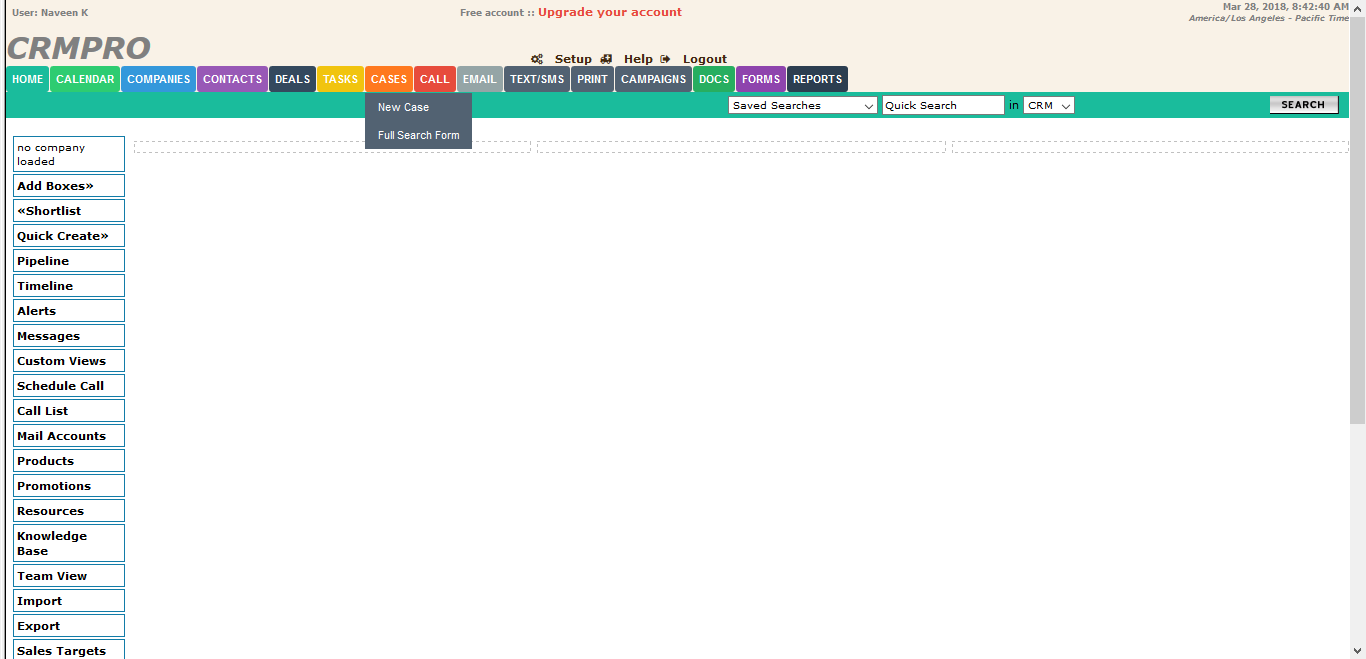 User: Naveen K
Free account :: Upgrade your account
Mar 28, 2018, 8:42:40 AM
America/Los Angeles - Pacific Time
CRMPRO
Setup Help Logout
HOME CALENDAR COMPANIES CONTACTS DEALS TASKS CASES CALL EMAIL TEXT/SMS PRINT CAMPAIGNS DOCS FORMS REPORTS
Saved Searches Quick Search in CRM SEARCH
New Case
Full Search Form
no company
loaded
Add Boxes»
«Shortlist
Quick Create»
Pipeline
Timeline
Alerts
Messages
Custom Views
Schedule Call
Call List
Mail Accounts
Products
Promotions
Resources
Knowledge
Base
Team View
Import
Export
Sales Targets